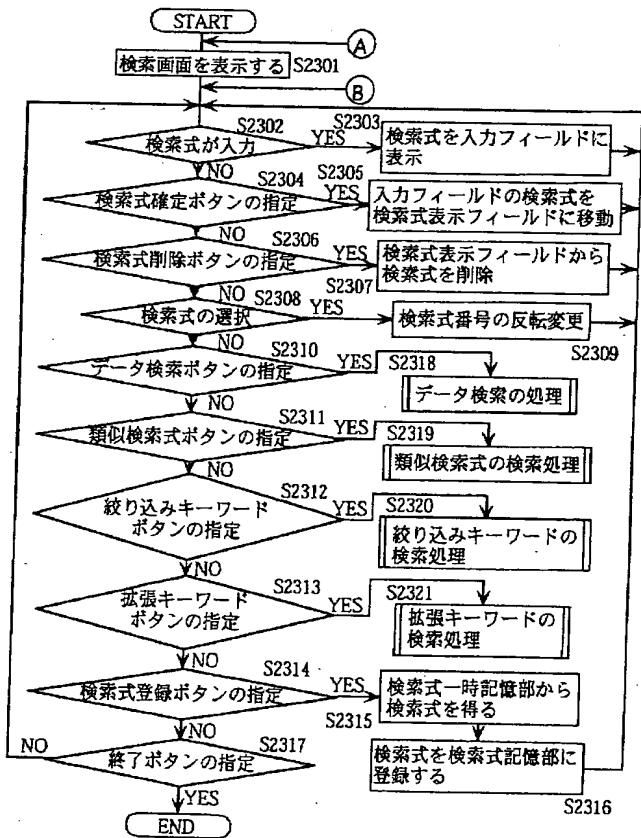 START
A
検索画面を表示する S2301
B
検索式が入力 S2302 YES S2303
検索式を入力フィールドに
表示
NO
検索式確定ボタンの指定 S2304 YES S2305
入力フィールドの検索式を
検索式表示フィールドに移動
NO
検索式削除ボタンの指定 S2306 YES S2307
検索式表示フィールドから
検索式を削除
NO
検索式の選択 S2308 YES
検索式番号の反転変更
S2309
NO
データ検索ボタンの指定 S2310 YES S2318
データ検索の処理
NO
類似検索式ボタンの指定 S2311 YES S2319
類似検索式の検索処理
NO
絞り込みキーワード
ボタンの指定 S2312 YES S2320
絞り込みキーワードの
検索処理
NO
拡張キーワード
ボタンの指定 S2313 YES S2321
拡張キーワードの
検索処理
NO
検索式登録ボタンの指定 S2314 YES S2315
検索式一時記憶部から
検索式を得る
NO
検索式を検索式記憶部に
登録する
S2316
NO
終了ボタンの指定 S2317
YES
END